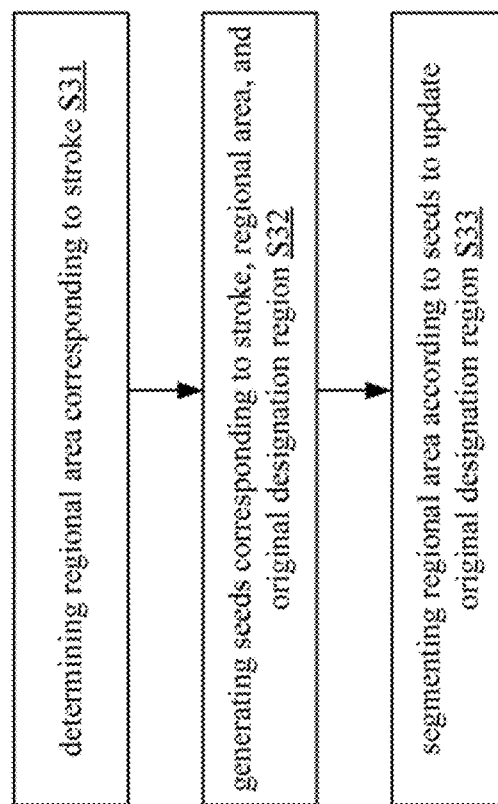 determining regional area corresponding to stroke S31
generating seeds corresponding to stroke, regional area, and
original designation region S32
segmenting regional area according to seeds to update
original designation region S33